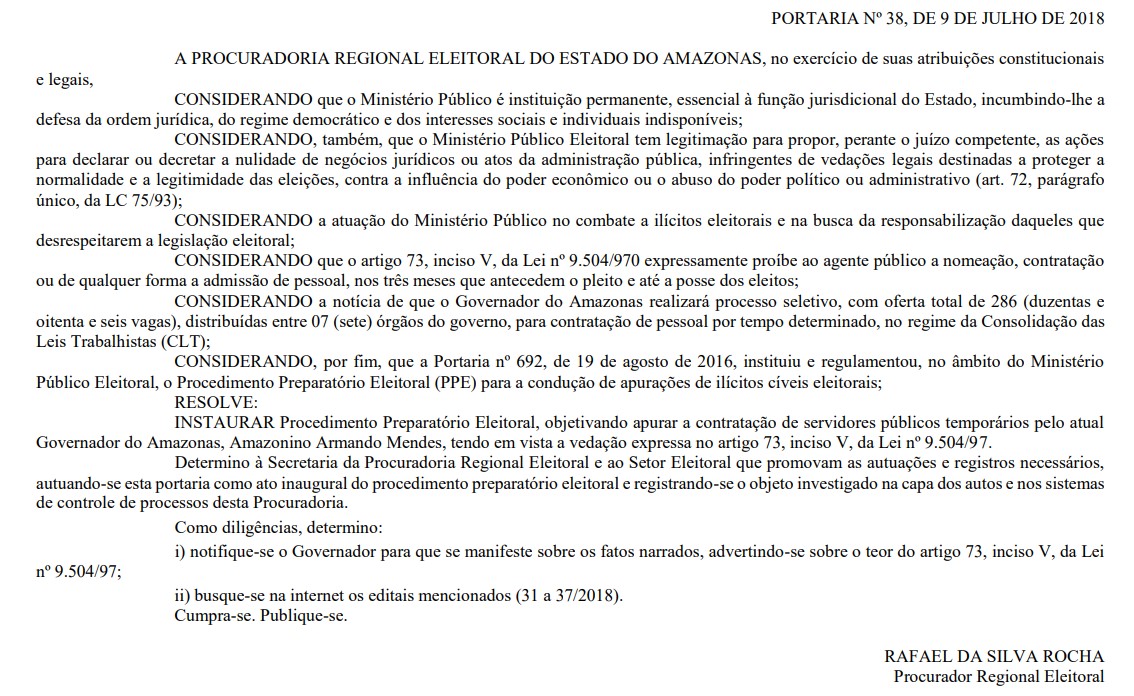 PORTARIA Nº 38, DE 9 DE JULHO DE 2018
A PROCURADORIA REGIONAL ELEITORAL DO ESTADO DO AMAZONAS, no exercício de suas atribuições constitucionais
e legais,
CONSIDERANDO que o Ministério Público é instituição permanente, essencial à função jurisdicional do Estado, incumbindo-lhe a
defesa da ordem jurídica, do regime democrático e dos interesses sociais e individuais indisponíveis;
CONSIDERANDO, também, que o Ministério Público Eleitoral tem legitimação para propor, perante o juízo competente, as ações
para declarar ou decretar a nulidade de negócios jurídicos ou atos da administração pública, infringentes de vedações legais destinadas a proteger a
normalidade e a legitimidade das eleições, contra a influência do poder econômico ou o abuso do poder político ou administrativo (art. 72, parágrafo
único, da LC 75/93);
CONSIDERANDO a atuação do Ministério Público no combate a ilícitos eleitorais e na busca da responsabilização daqueles que
desrespeitarem a legislação eleitoral;
CONSIDERANDO que o artigo 73, inciso V, da Lei nº 9.504/970 expressamente proíbe ao agente público a nomeação, contratação
ou de qualquer forma a admissão de pessoal, nos três meses que antecedem o pleito e até a posse dos eleitos;
CONSIDERANDO a notícia de que o Governador do Amazonas realizará processo seletivo, com oferta total de 286 (duzentas e
oitenta e seis vagas), distribuídas entre 07 (sete) órgãos do governo, para contratação de pessoal por tempo determinado, no regime da Consolidação das
Leis Trabalhistas (CLT);
CONSIDERANDO, por fim, que a Portaria nº 692, de 19 de agosto de 2016, instituiu e regulamentou, no âmbito do Ministério
Público Eleitoral, o Procedimento Preparatório Eleitoral (PPE) para a condução de apurações de ilícitos cíveis eleitorais;
RESOLVE:
INSTAURAR Procedimento Preparatório Eleitoral, objetivando apurar a contratação de servidores públicos temporários pelo atual
Governador do Amazonas, Amazonino Armando Mendes, tendo em vista a vedação expressa no artigo 73, inciso V, da Lei nº 9.504/97.
Determino à Secretaria da Procuradoria Regional Eleitoral e ao Setor Eleitoral que promovam as autuações e registros necessários,
autuando-se esta portaria como ato inaugural do procedimento preparatório eleitoral e registrando-se o objeto investigado na capa dos autos e nos sistemas
de controle de processos desta Procuradoria.
Como diligências, determino:
i) notifique-se o Governador para que se manifeste sobre os fatos narrados, advertindo-se sobre o teor do artigo 73, inciso V, da Lei
nº 9.504/97;
ii) busque-se na internet os editais mencionados (31 a 37/2018).
Cumpra-se. Publique-se.
RAFAEL DA SILVA ROCHA
Procurador Regional Eleitoral